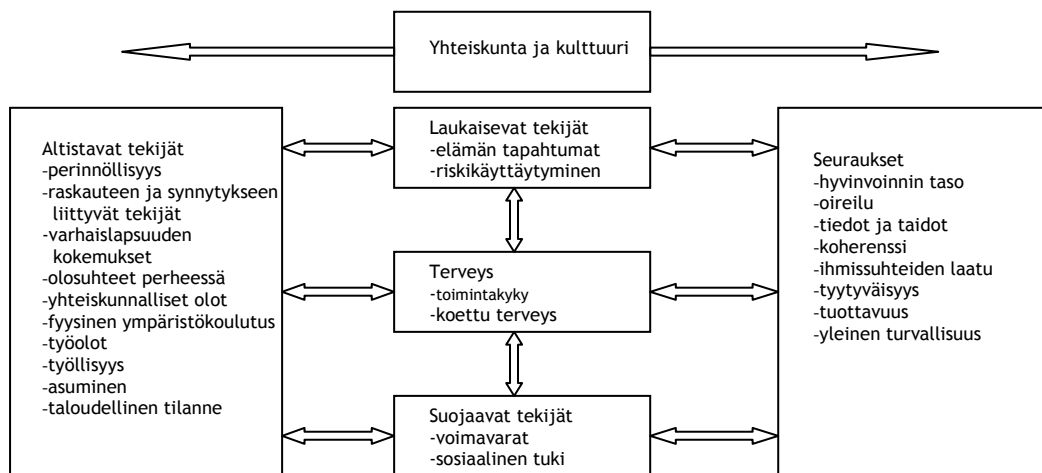 Yhteiskunta ja kulttuuri
Altistavat tekijät
-perinnöllisyys
-raskauteen ja synnytykseen
liittyvät tekijät
-varhaislapsuuden
kokemukset
-olosuhteet perheessä
-yhteiskunnalliset olot
-fyysinen ympäristökoulutus
-työolot
-työllisyys
-asuminen
-taloudellinen tilanne
Laukaisevat tekijät
-elämän tapahtumat
-riskikäyttäytyminen
Terveys
-toimintakyky
-koettu terveys
Suojaavat tekijät
-voimavarat
-sosiaalinen tuki
Seuraukset
-hyvinvoinnin taso
-oireilu
-tiedot ja taidot
-koherenssi
-ihmissuhteiden laatu
-tyytyväisyys
-tuottavuus
-yleinen turvallisuus